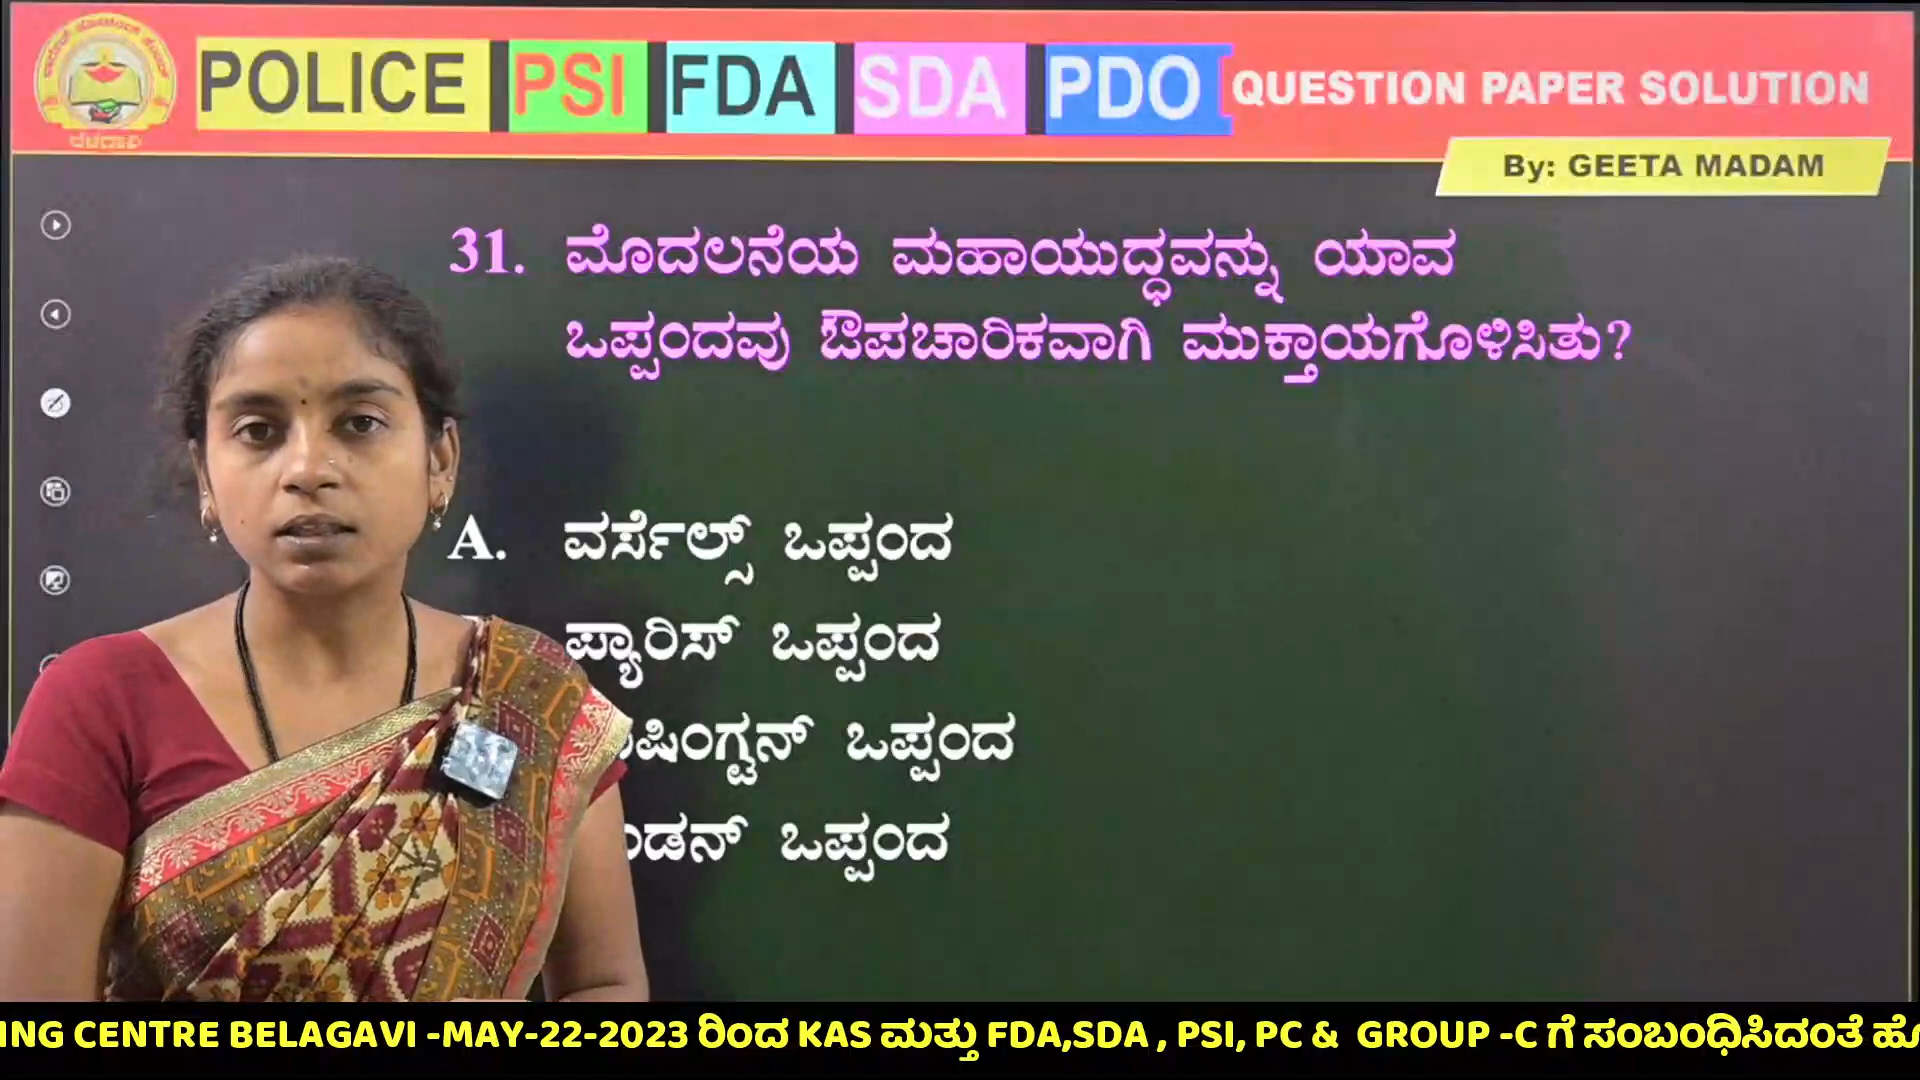 POLICE PSI FDA SDA PDO QUESTION PAPER SOLUTION
By: GEETA MADAM
31. ಮೊದಲನೆಯ ಮಹಾಯುದ್ಧವನ್ನು ಯಾವ
ಒಪ್ಪಂದವು ಔಪಚಾರಿಕವಾಗಿ ಮುಕ್ತಾಯಗೊಳಿಸಿತು?
A. ವರ್ಸೆಲ್ಸ್ ಒಪ್ಪಂದ
ಪ್ಯಾರಿಸ್ ಒಪ್ಪಂದ
ಷಿಂಗ್ಟನ್ ಒಪ್ಪಂದ
ಂಡನ್ ಒಪ್ಪಂದ
ING CENTRE BELAGAVI -MAY-22-2023 ರಿಂದ KAS ಮತ್ತು FDA,SDA , PSI, PC & GROUP -C ಗೆ ಸಂಬಂಧಿಸಿದಂತೆ ಹೊ